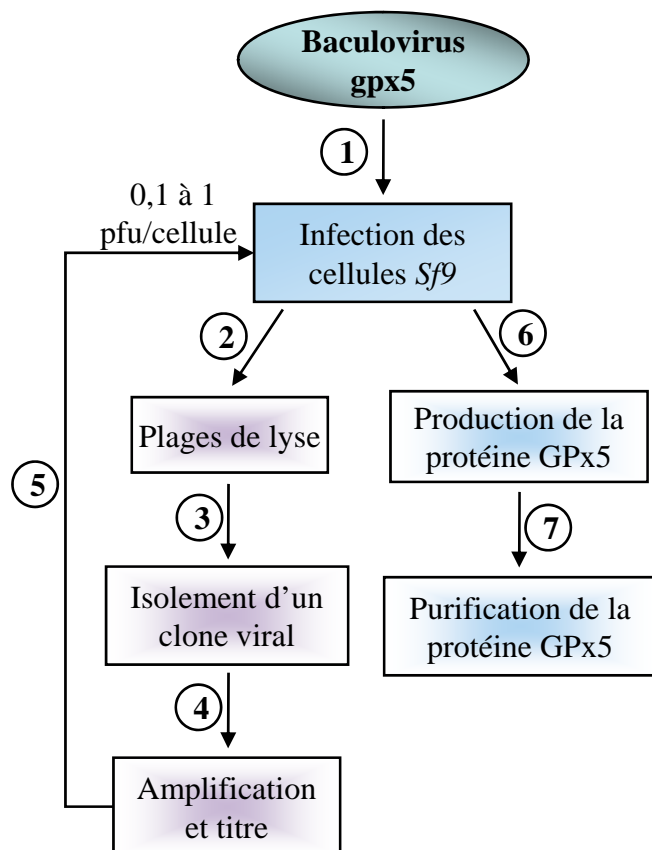 Baculovirus
gpx5
1
0,1 à 1
pfu/cellule
Infection des
cellules Sf9
2
6
Plages de lyse
Production de la
protéine GPx5
5
3
7
Isolement d’un
clone viral
Purification de la
protéine GPx5
4
Amplification
et titre